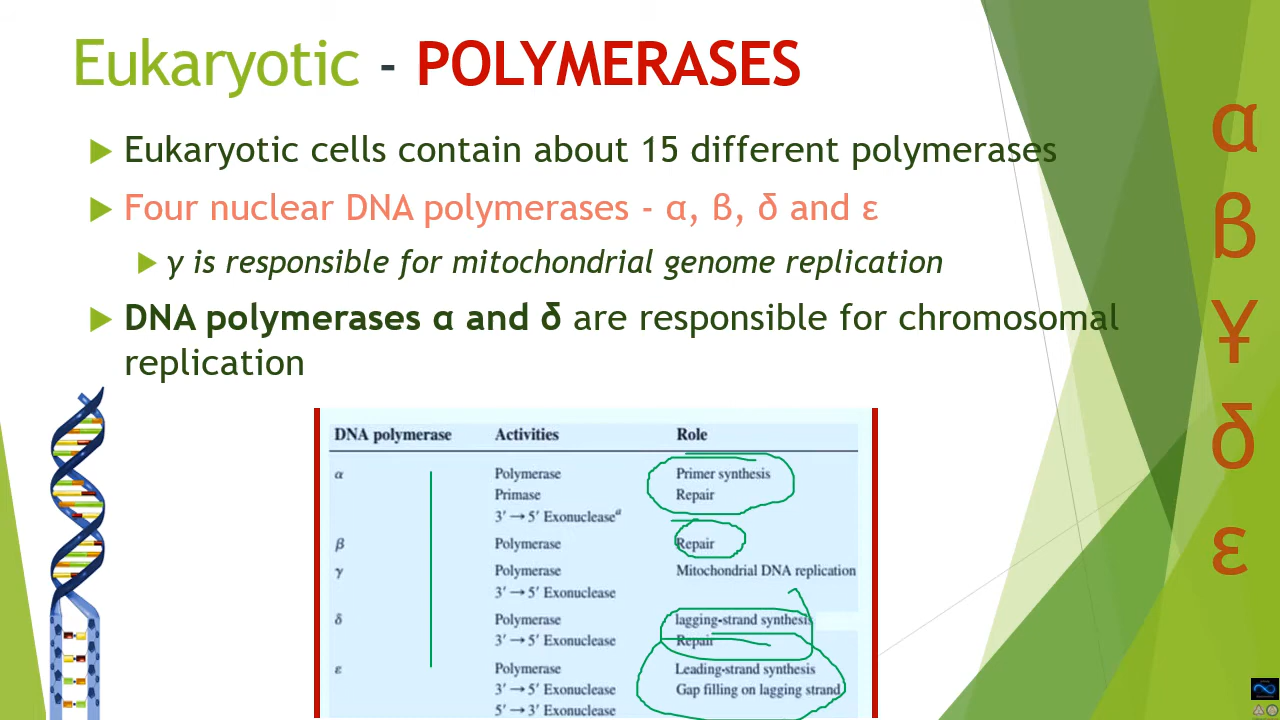 Eukaryotic - POLYMERASES
Eukaryotic cells contain about 15 different polymerases
Four nuclear DNA polymerases - α, β, δ and ε
γ is responsible for mitochondrial genome replication
DNA polymerases α and δ are responsible for chromosomal
replication
DNA polymerase Activities Role
α Polymerase Primer synthesis
Primase Repair
3′ → 5′ Exonucleaseᵃ
β Polymerase Repair
γ Polymerase Mitochondrial DNA replication
3′ → 5′ Exonuclease
δ Polymerase lagging-strand synthesis
3′ → 5′ Exonuclease Repair
ε Polymerase Leading-strand synthesis
3′ → 5′ Exonuclease Gap filling on lagging strand
5′ → 3′ Exonuclease
α
β
¥
δ
ε